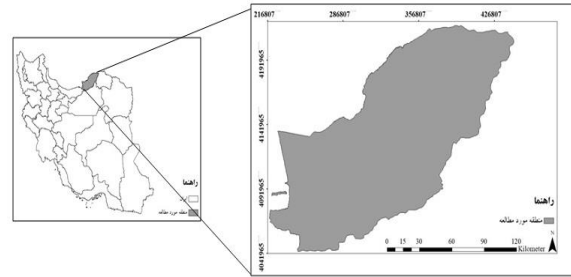 216807 286807 356807 426807
4191965
4141965
4091965
4041965
راهنما
منطقه مورد مطالعه
راهنما
منطقه مورد مطالعه
N
0 15 30 60 90 120
Kilometer